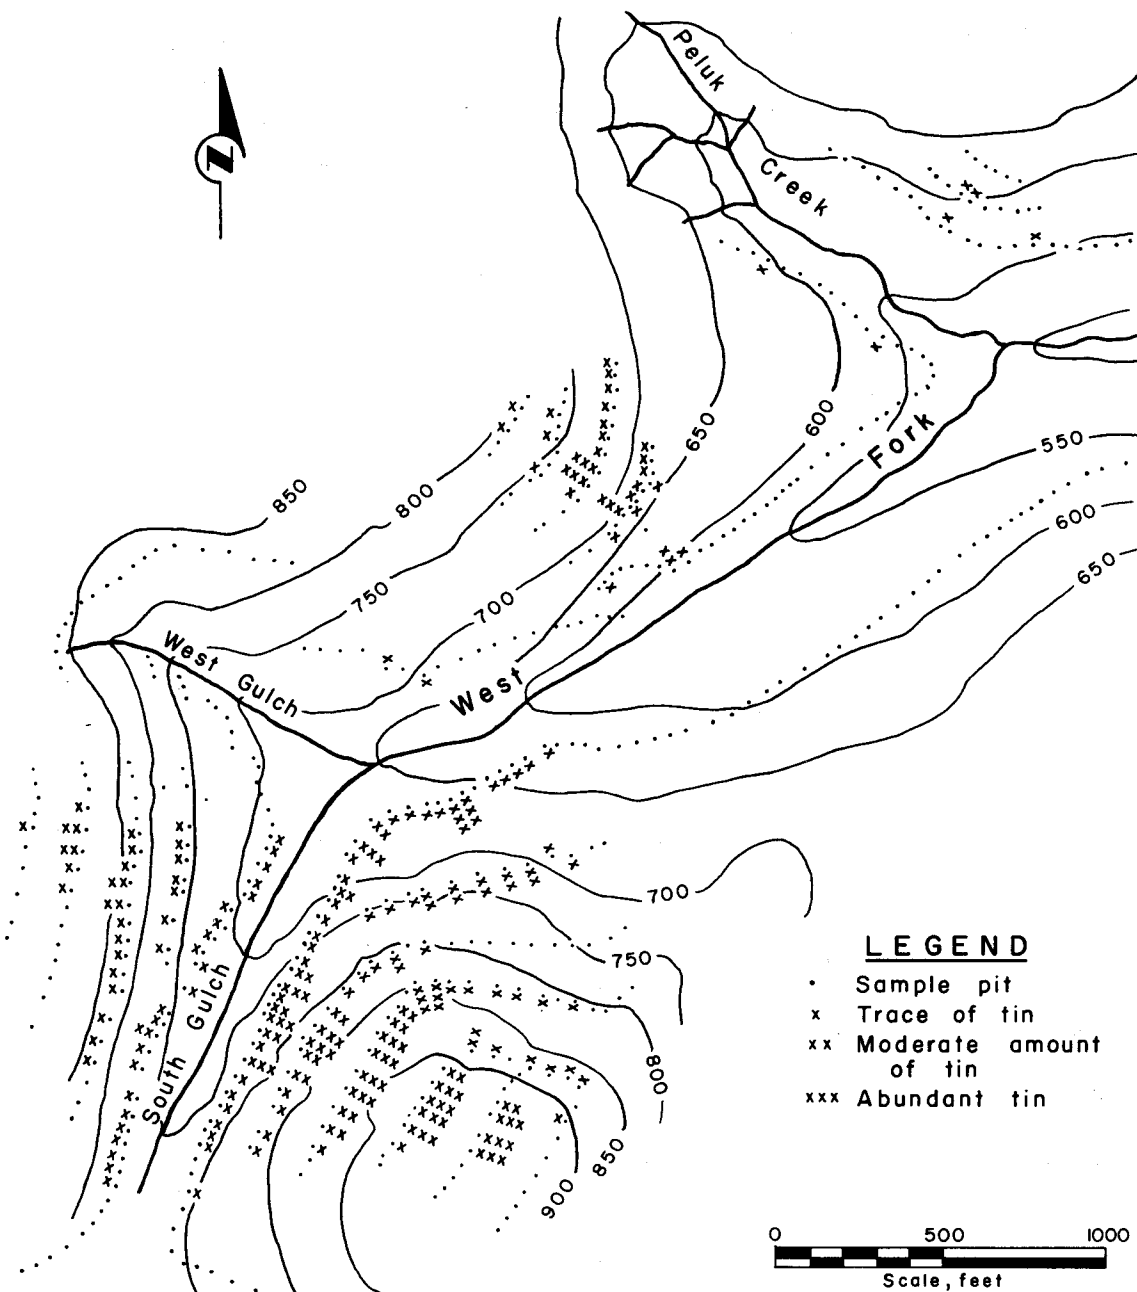 Peluk
Creek
N
650
600
Fork
550
600
650
850
800
750
700
West
Gulch
West
700
750
800
850
900
South Gulch
LEGEND
. Sample pit
x Trace of tin
xx Moderate amount
of tin
xxx Abundant tin
0 500 1000
Scale, feet